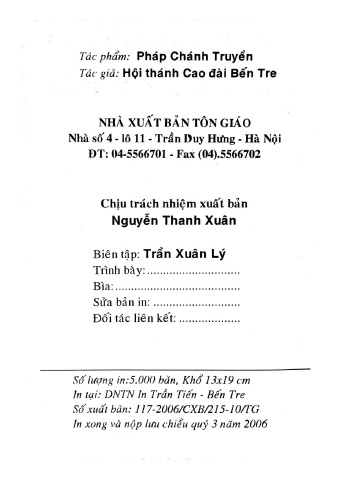 Tác phẩm: Pháp Chánh Truyền
Tác giả: Hội thánh Cao đài Bến Tre
NHÀ XUẤT BẢN TÔN GIÁO
Nhà số 4 - lô 11 - Trần Duy Hưng - Hà Nội
ĐT: 04-5566701 - Fax (04).5566702
Chịu trách nhiệm xuất bản
Nguyễn Thanh Xuân
Biên tập: Trần Xuân Lý
Trình bày:............................
Bìa:......................................
Sửa bản in: ..........................
Đối tác liên kết: ...................
Số lượng in:5.000 bản, Khổ 13x19 cm
In tại: DNTN In Trần Tiến - Bến Tre
Số xuất bản: 117-2006/CXB/215-10/TG
In xong và nộp lưu chiểu quý 3 năm 2006